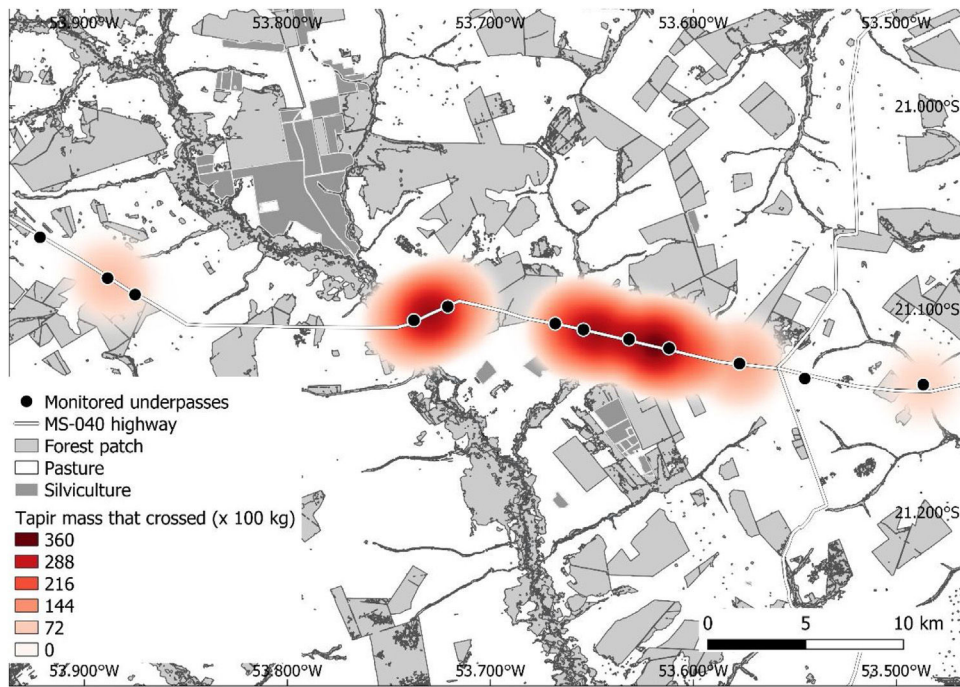 53.900°W 53.800°W 53.700°W 53.600°W 53.500°W
21.000°S
21.100°S
Monitored underpasses
MS-040 highway
Forest patch
Pasture
Silviculture
21.200°S
Tapir mass that crossed (x 100 kg)
360
288
216
144
72
0
0 5 10 km
53.900°W 53.800°W 53.700°W 53.600°W 53.500°W